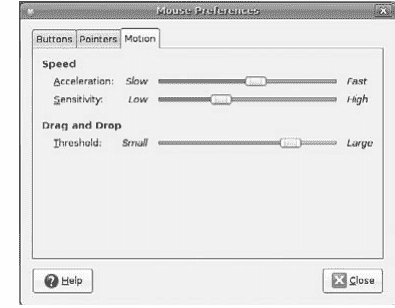 Mouse Preferences
Buttons Pointers Motion
Speed
Acceleration: Slow Fast
Sensitivity: Low High
Drag and Drop
Threshold: Small Large
Help Close